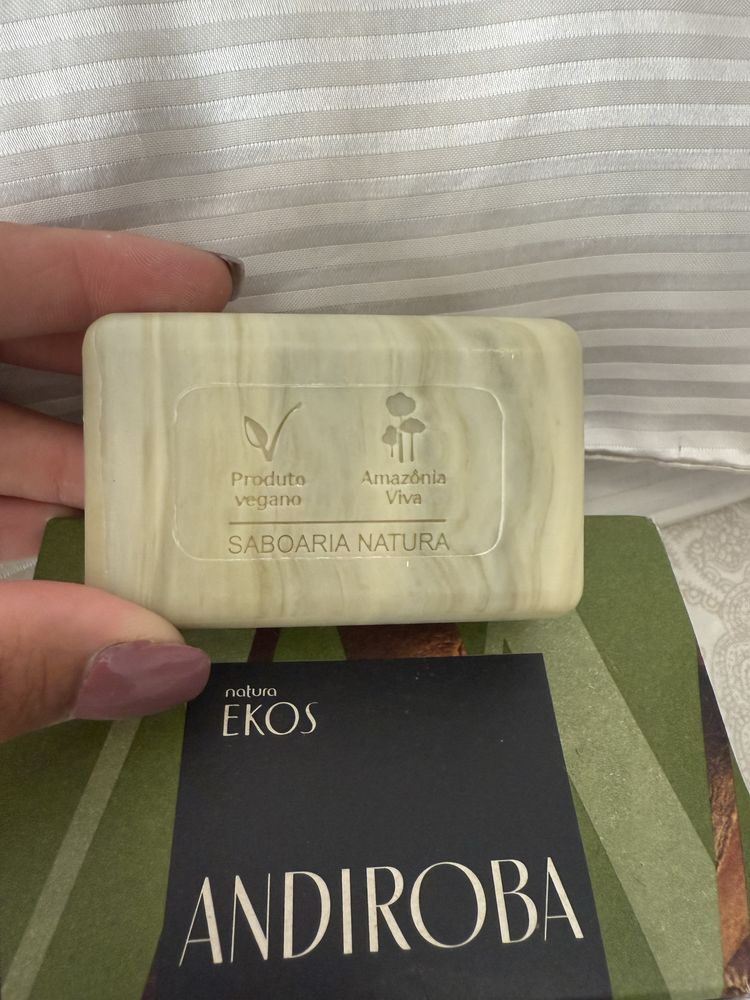 Produto
vegano
Amazônia
Viva
SABOARIA NATURA
natura
EKOS
ANDIROBA